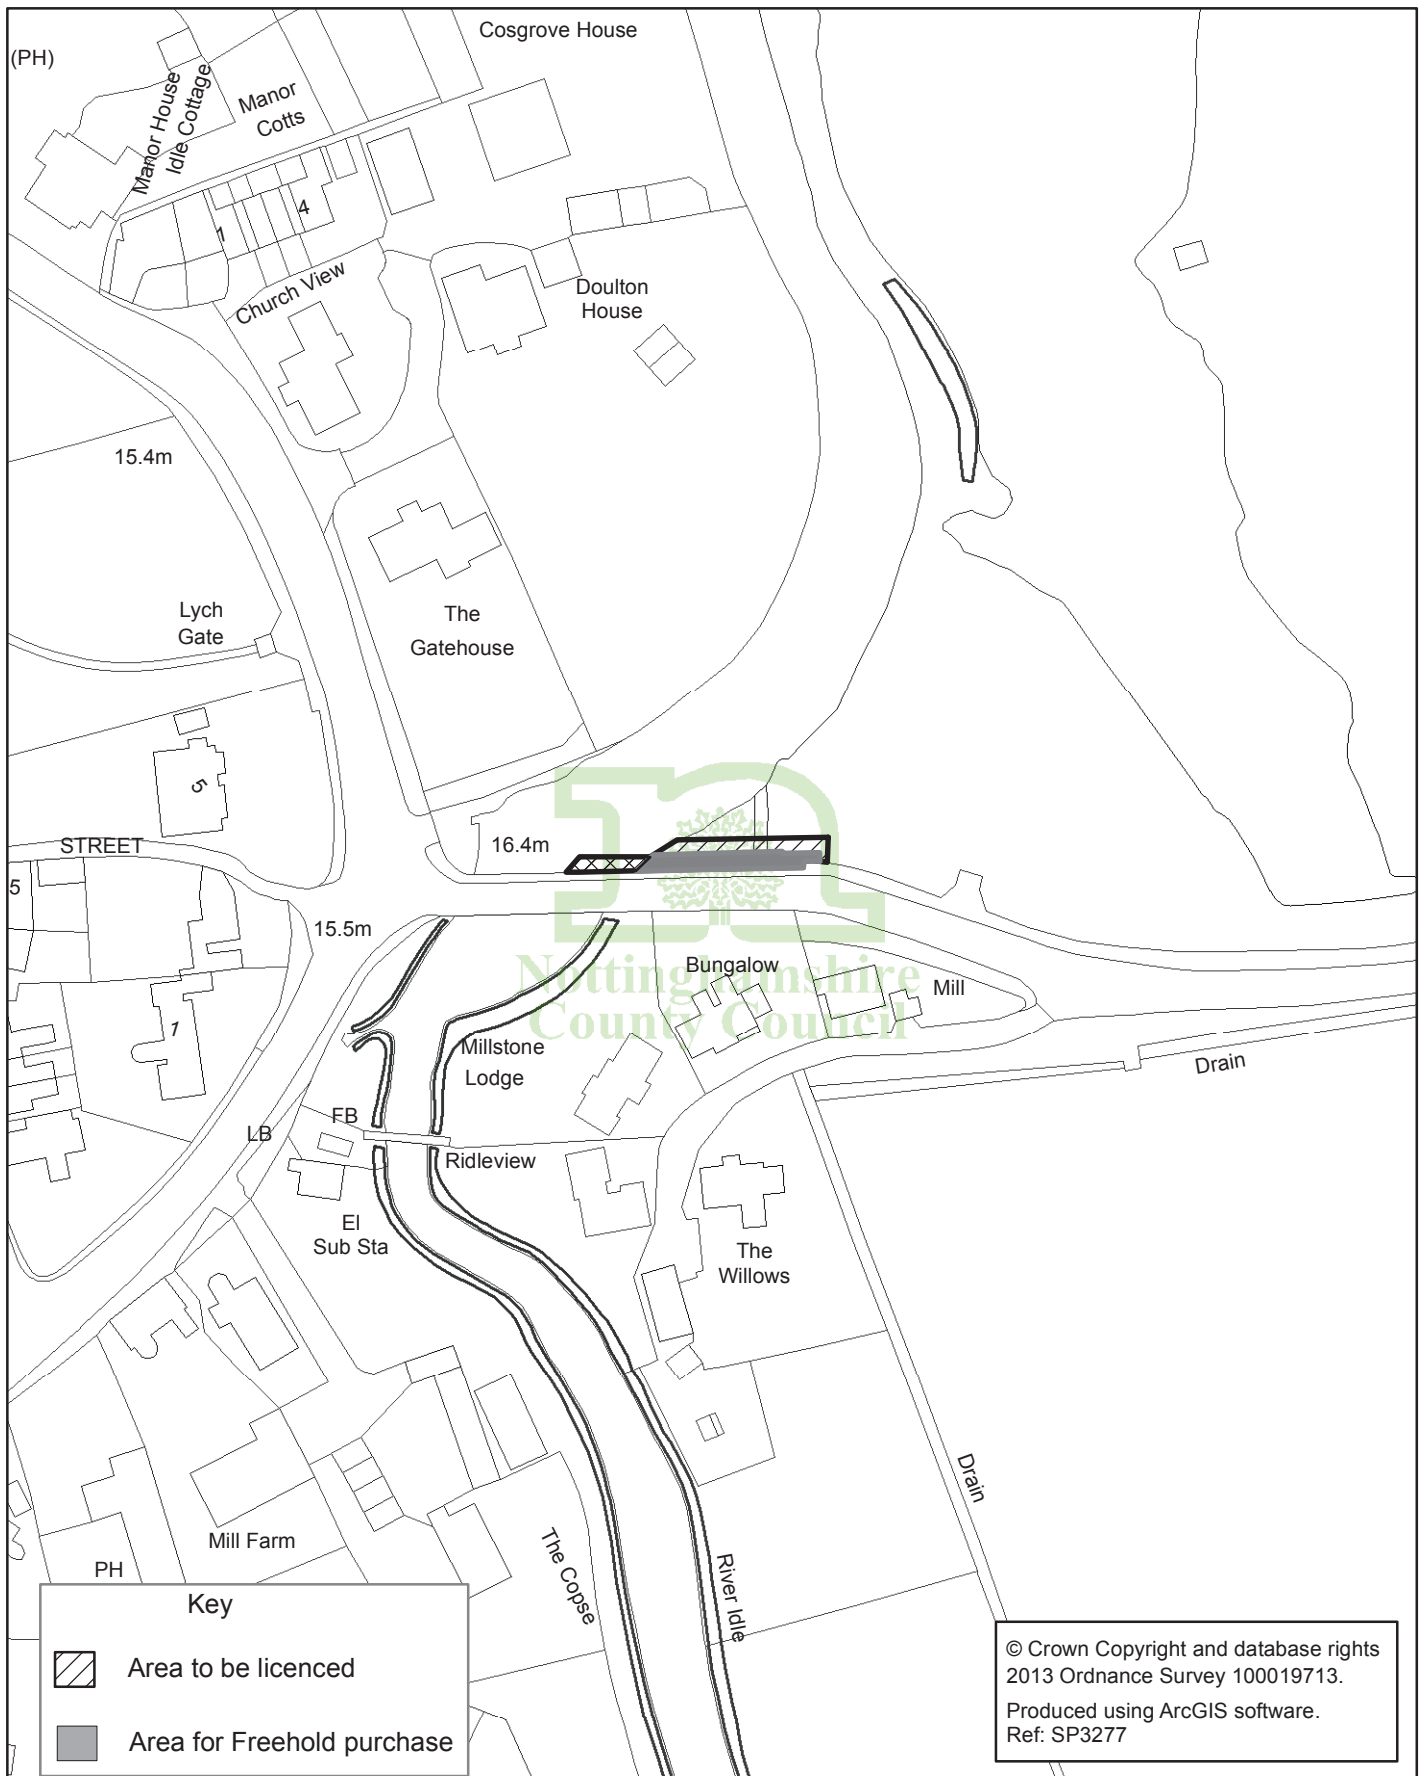 Cosgrove House
(PH)
Manor House
Idle Cottage
Manor
Cotts
4
1
Church View
Doulton
House
15.4m
Lych
Gate
The
Gatehouse
5
STREET
16.4m
5
15.5m
Nottinghamshire
County Council
Bungalow
Mill
1
Millstone
Lodge
Drain
FB
LB
Ridleview
El
Sub Sta
The
Willows
Drain
Mill Farm
The Copse
River Idle
PH
Key
Area to be licenced
Area for Freehold purchase
© Crown Copyright and database rights
2013 Ordnance Survey 100019713.
Produced using ArcGIS software.
Ref: SP3277